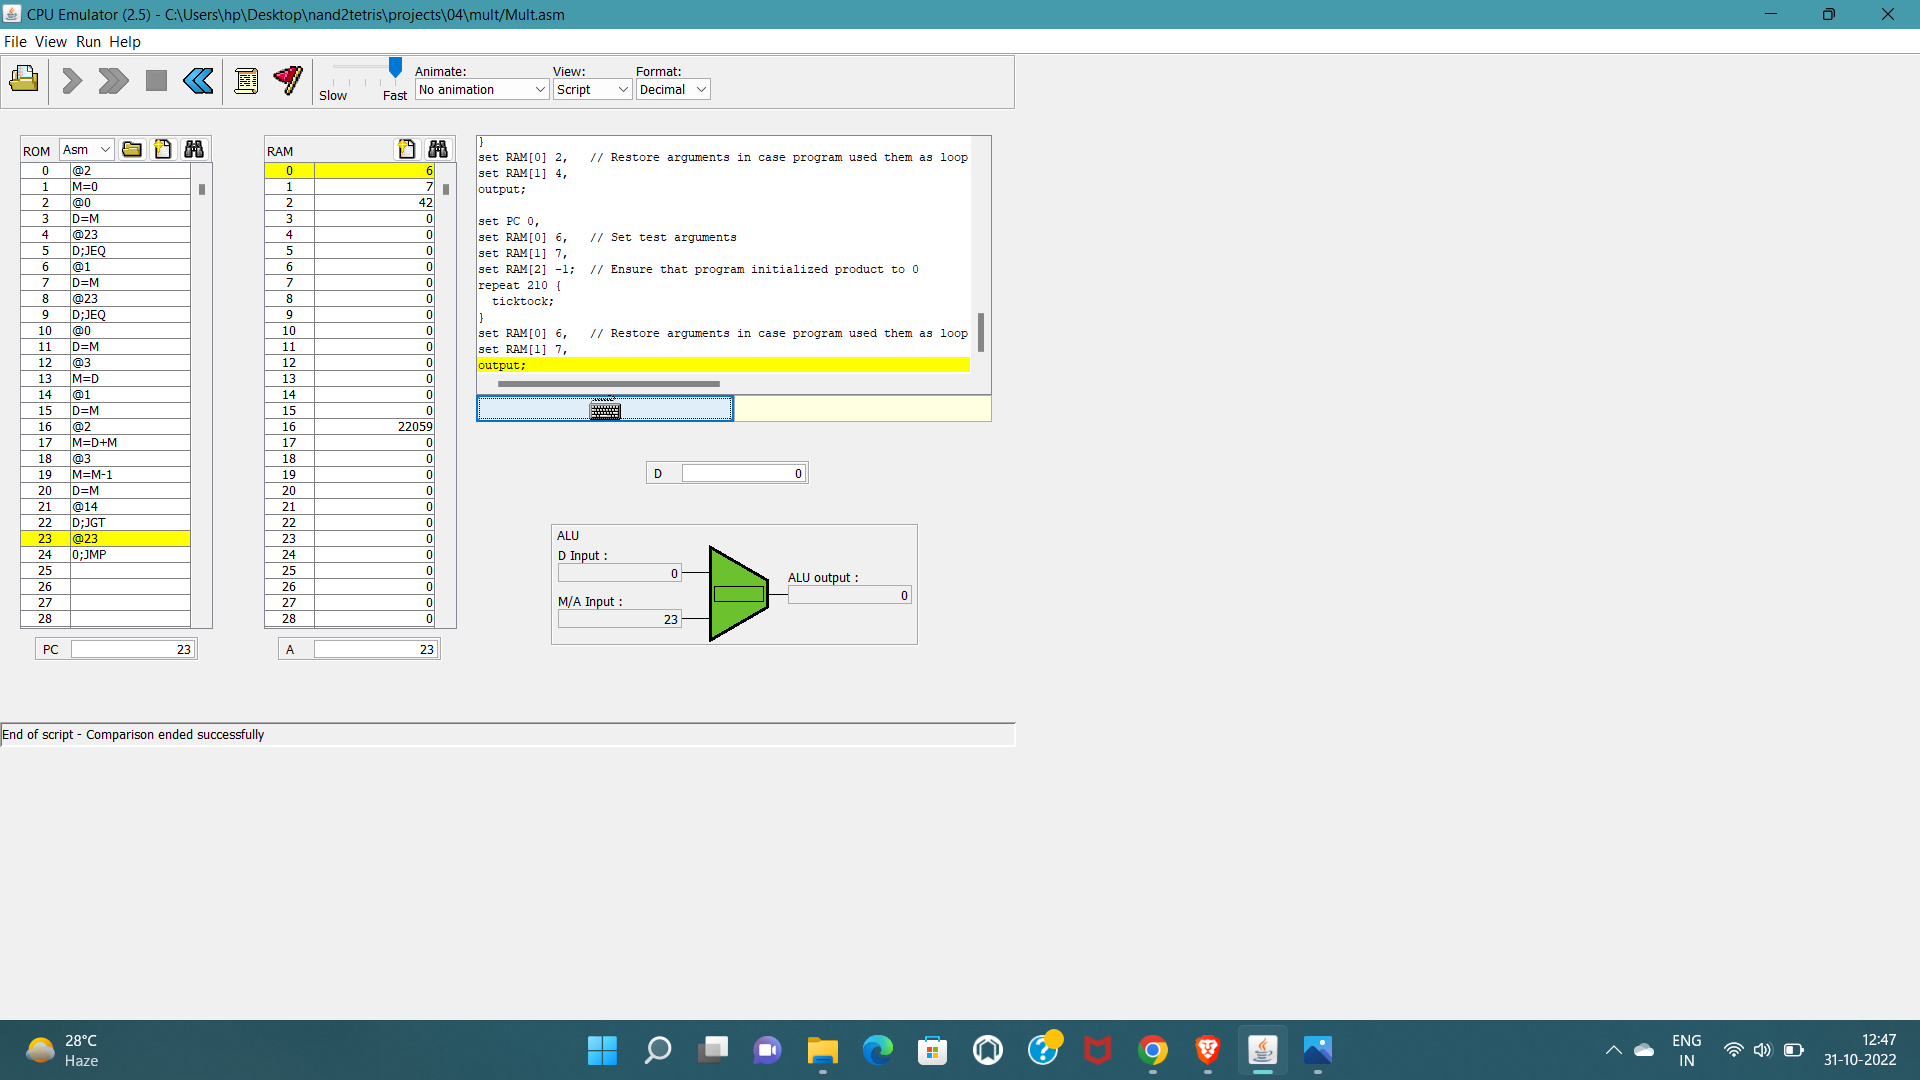 CPU Emulator (2.5) - C:\Users\hp\Desktop\nand2tetris\projects\04\mult/Mult.asm
File View Run Help
Slow Fast
Animate:
No animation
View:
Script
Format:
Decimal
ROM Asm
0 @2
1 M=0
2 @0
3 D=M
4 @23
5 D;JEQ
6 @1
7 D=M
8 @23
9 D;JEQ
10 @0
11 D=M
12 @3
13 M=D
14 @1
15 D=M
16 @2
17 M=D+M
18 @3
19 M=M-1
20 D=M
21 @14
22 D;JGT
23 @23
24 0;JMP
25
26
27
28
PC 23
RAM
0 6
1 7
2 42
3 0
4 0
5 0
6 0
7 0
8 0
9 0
10 0
11 0
12 0
13 0
14 0
15 0
16 22059
17 0
18 0
19 0
20 0
21 0
22 0
23 0
24 0
25 0
26 0
27 0
28 0
A 23
}
set RAM[0] 2,   // Restore arguments in case program used them as loop
set RAM[1] 4,
output;
set PC 0,
set RAM[0] 6,   // Set test arguments
set RAM[1] 7,
set RAM[2] -1;  // Ensure that program initialized product to 0
repeat 210 {
  ticktock;
}
set RAM[0] 6,   // Restore arguments in case program used them as loop
set RAM[1] 7,
output;
D 0
ALU
D Input :
0
M/A Input :
23
ALU output :
0
End of script - Comparison ended successfully
28°C
Haze
ENG
IN
12:47
31-10-2022